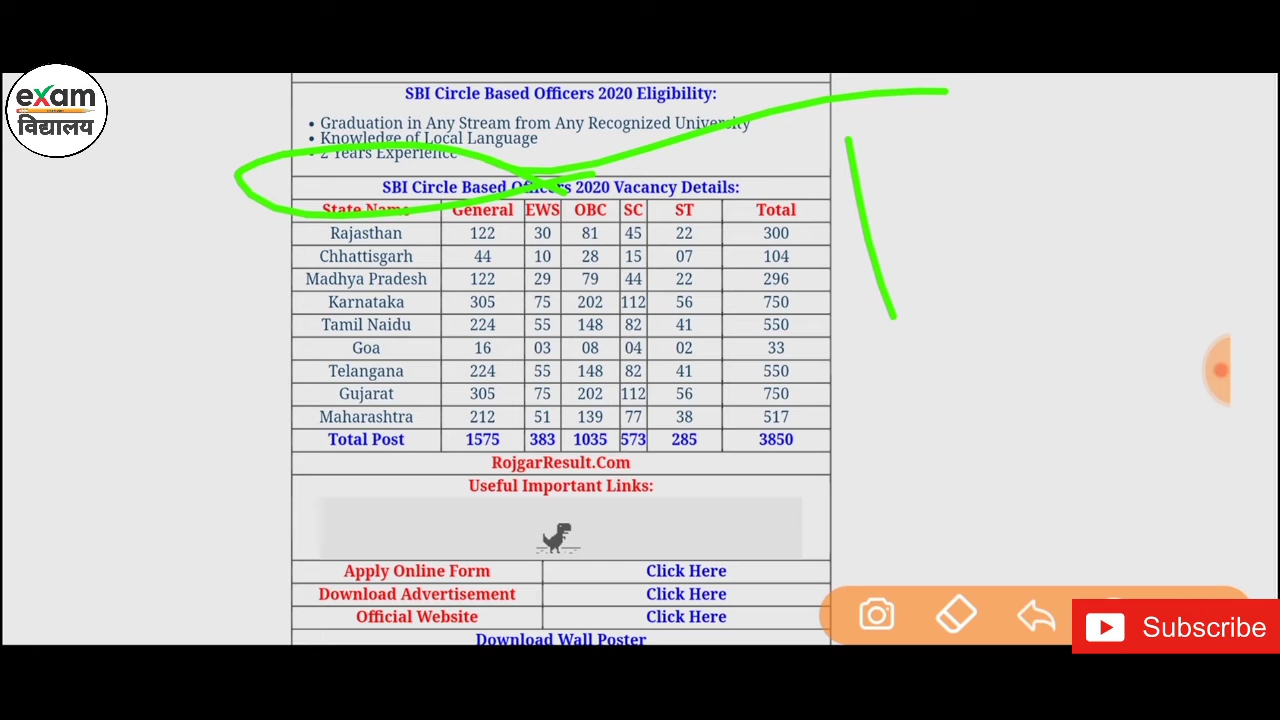 exam
विद्यालय
SBI Circle Based Officers 2020 Eligibility:
• Graduation in Any Stream from Any Recognized University
• Knowledge of Local Language
• 2 Years Experience
SBI Circle Based Officers 2020 Vacancy Details:
State Name General EWS OBC SC ST Total
Rajasthan 122 30 81 45 22 300
Chhattisgarh 44 10 28 15 07 104
Madhya Pradesh 122 29 79 44 22 296
Karnataka 305 75 202 112 56 750
Tamil Naidu 224 55 148 82 41 550
Goa 16 03 08 04 02 33
Telangana 224 55 148 82 41 550
Gujarat 305 75 202 112 56 750
Maharashtra 212 51 139 77 38 517
Total Post 1575 383 1035 573 285 3850
RojgarResult.Com
Useful Important Links:
Apply Online Form Click Here
Download Advertisement Click Here
Official Website Click Here
Download Wall Poster
Subscribe